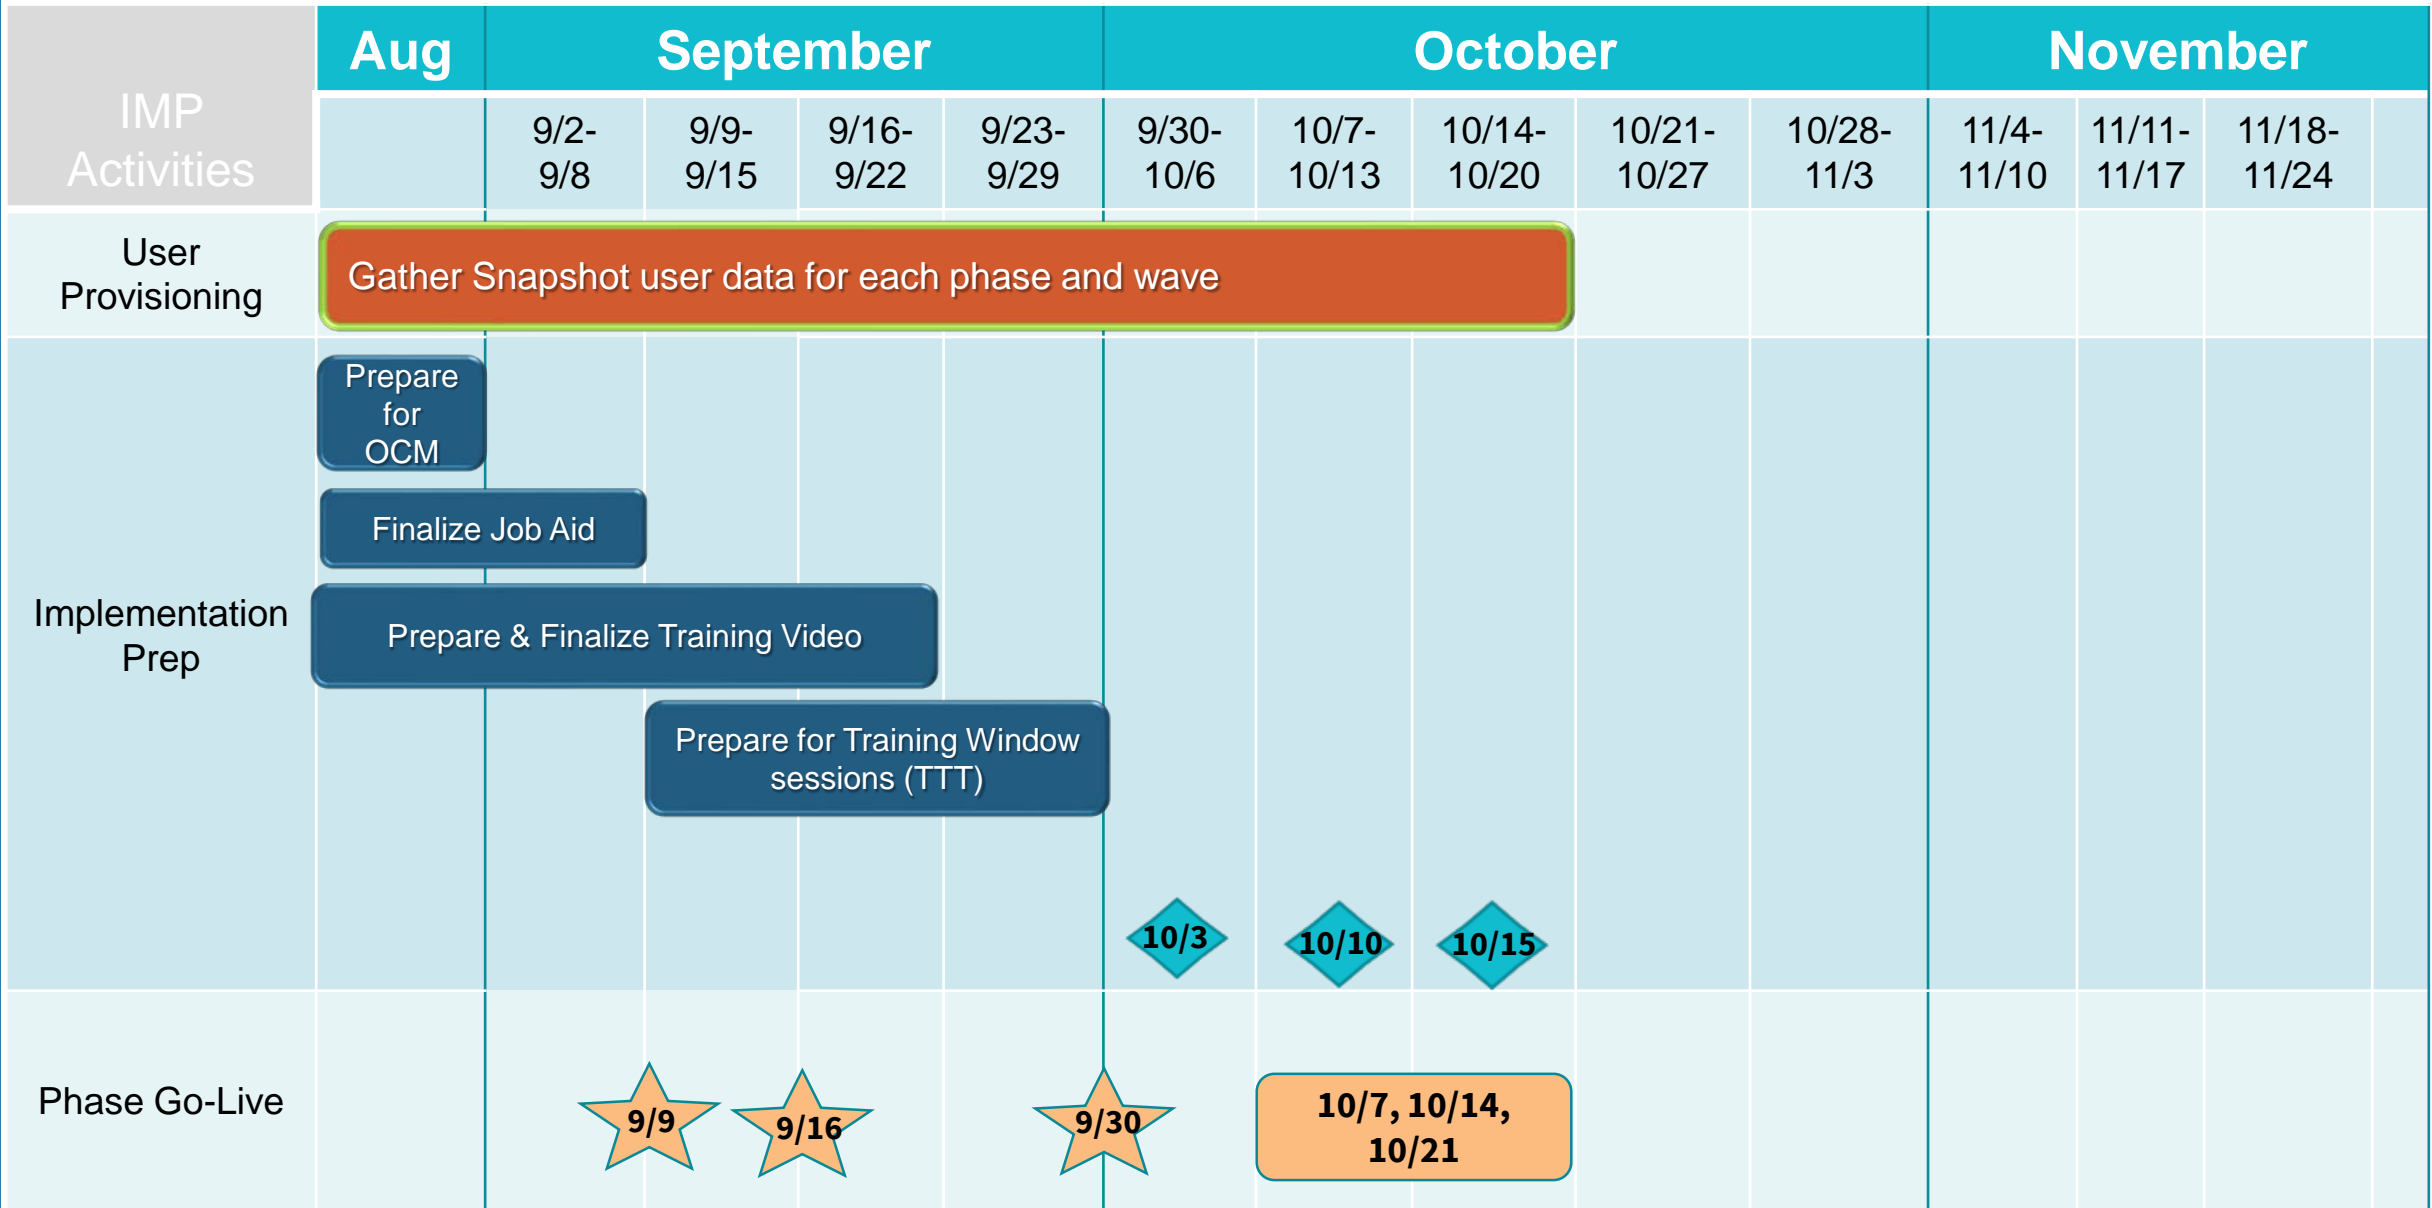 IMP
Activities
Aug
September
October
November
9/2-
9/8
9/9-
9/15
9/16-
9/22
9/23-
9/29
9/30-
10/6
10/7-
10/13
10/14-
10/20
10/21-
10/27
10/28-
11/3
11/4-
11/10
11/11-
11/17
11/18-
11/24
User
Provisioning
Gather Snapshot user data for each phase and wave
Implementation
Prep
Prepare
for
OCM
Finalize Job Aid
Prepare & Finalize Training Video
Prepare for Training Window
sessions (TTT)
10/3
10/10
10/15
Phase Go-Live
9/9
9/16
9/30
10/7, 10/14,
10/21